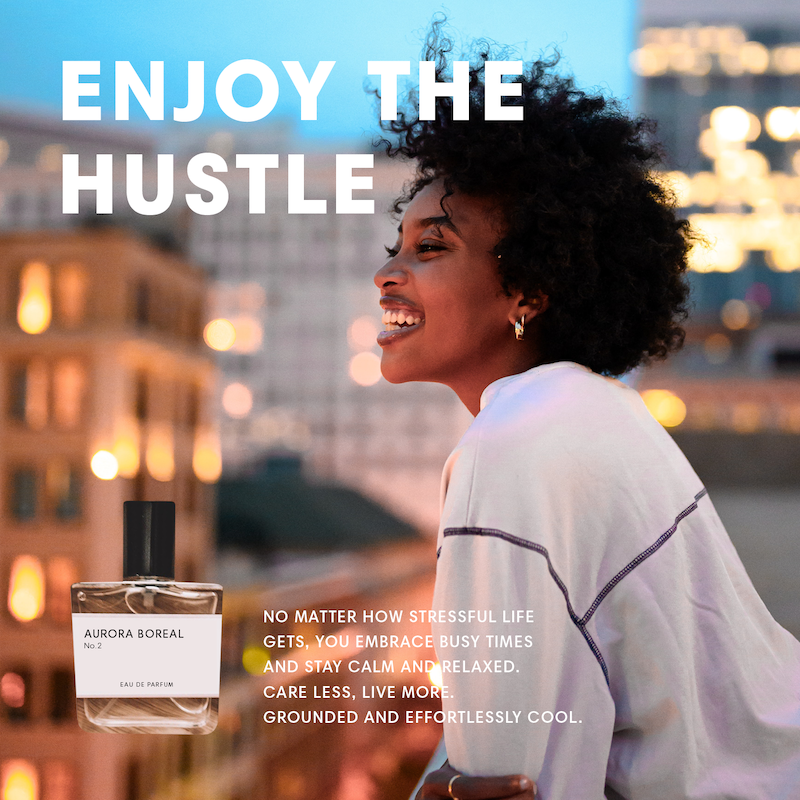 ENJOY THE
HUSTLE
AURORA BOREAL
No.2
EAU DE PARFUM
NO MATTER HOW STRESSFUL LIFE
GETS, YOU EMBRACE BUSY TIMES
AND STAY CALM AND RELAXED.
CARE LESS, LIVE MORE.
GROUNDED AND EFFORTLESSLY COOL.